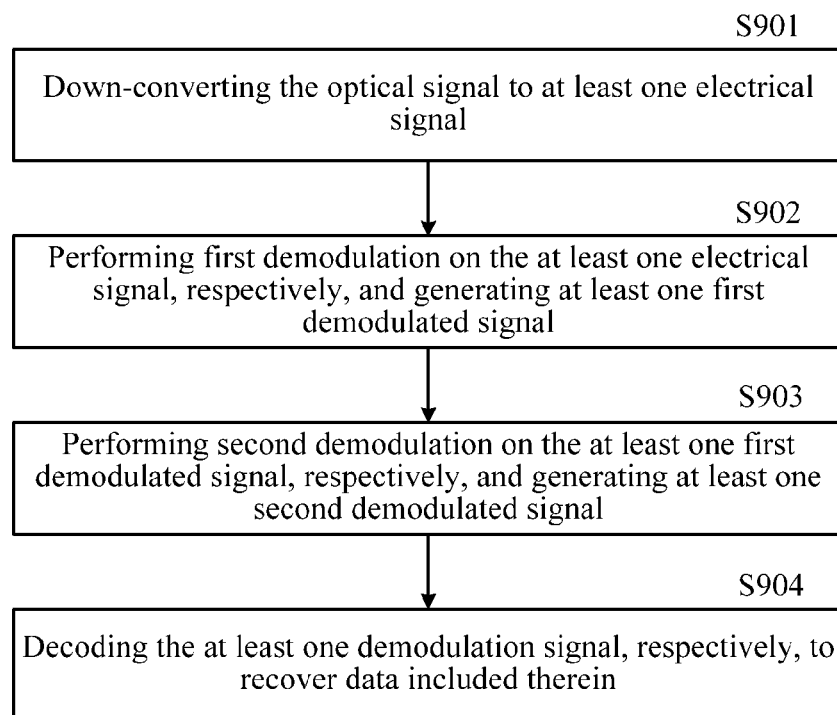 S901
Down-converting the optical signal to at least one electrical
signal
S902
Performing first demodulation on the at least one electrical
signal, respectively, and generating at least one first
demodulated signal
S903
Performing second demodulation on the at least one first
demodulated signal, respectively, and generating at least one
second demodulated signal
S904
Decoding the at least one demodulation signal, respectively, to
recover data included therein